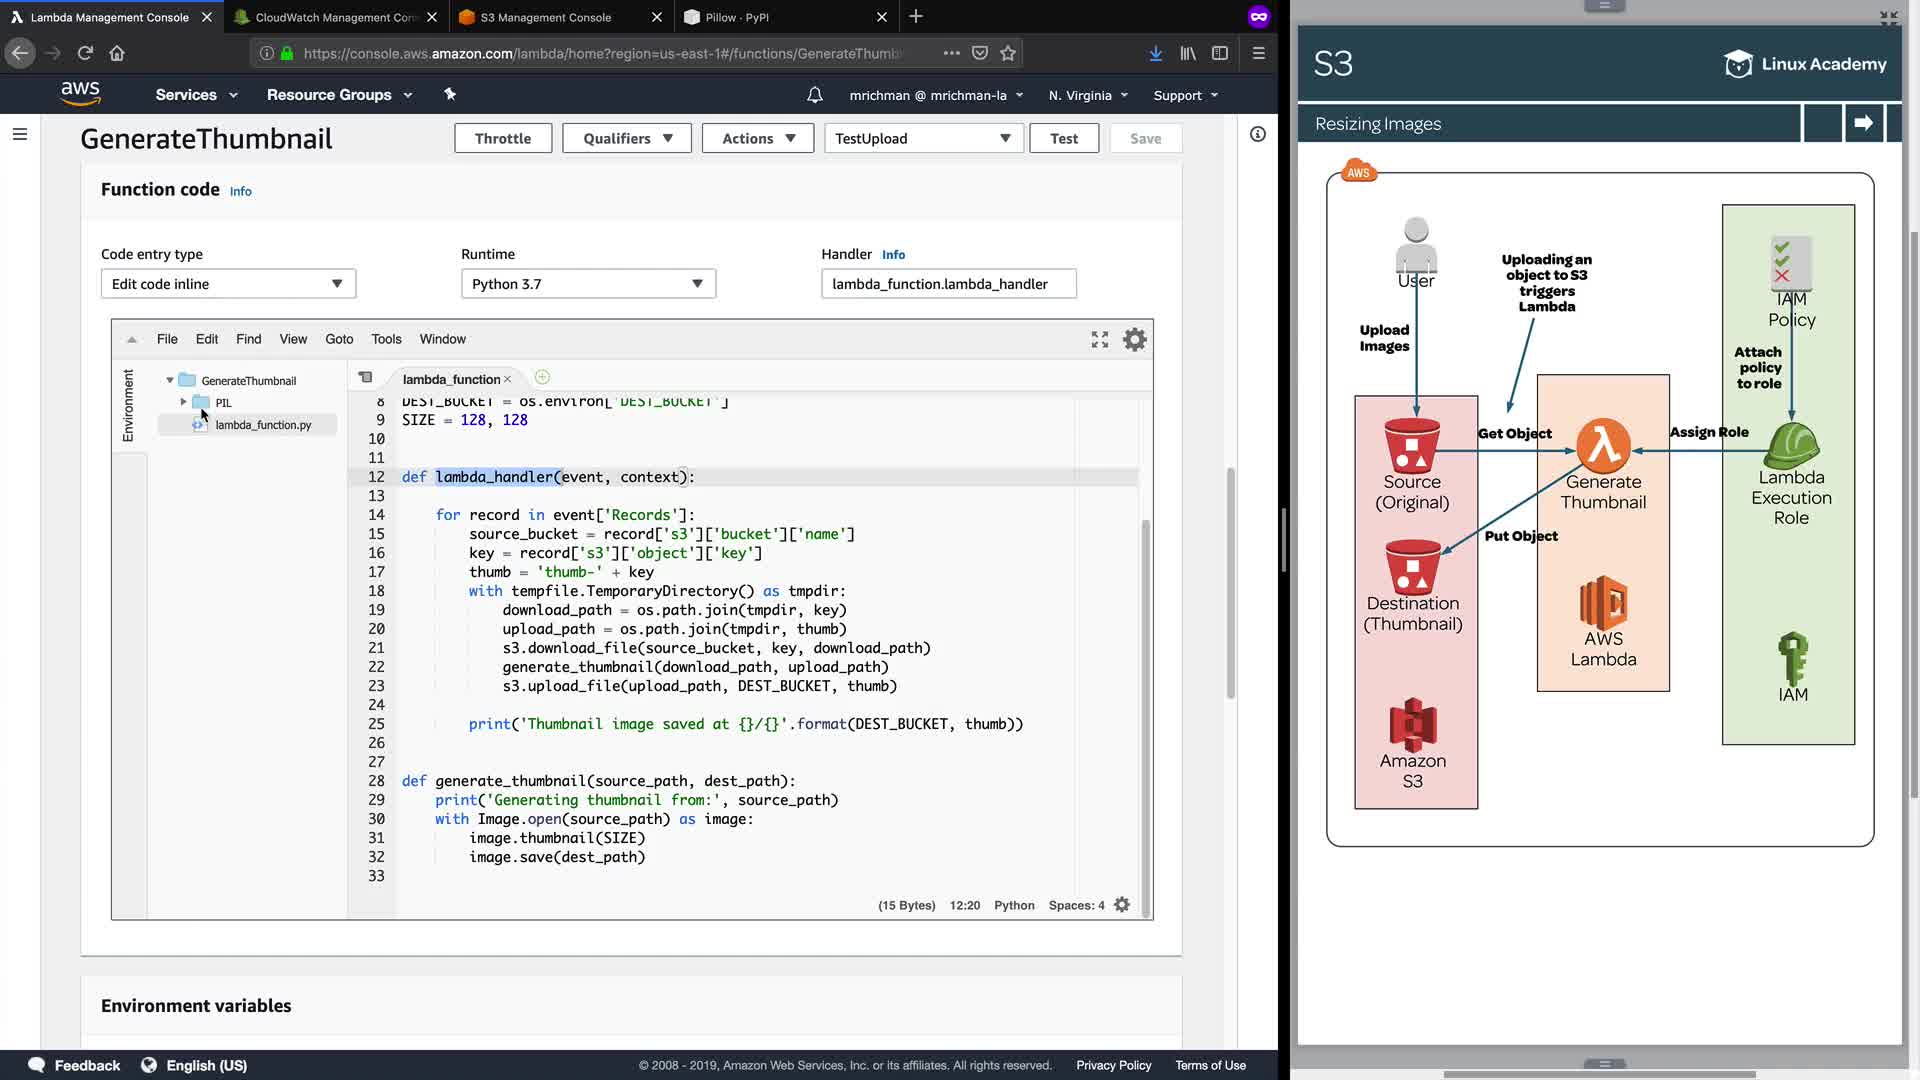 Lambda Management Console
CloudWatch Management Con
S3 Management Console
Pillow · PyPI
https://console.aws.amazon.com/lambda/home?region=us-east-1#/functions/GenerateThumb
aws
Services
Resource Groups
mrichman @ mrichman-la
N. Virginia
Support
GenerateThumbnail
Throttle
Qualifiers
Actions
TestUpload
Test
Save
Function code Info
Code entry type
Edit code inline
Runtime
Python 3.7
Handler Info
lambda_function.lambda_handler
File Edit Find View Goto Tools Window
Environment
GenerateThumbnail
PIL
lambda_function.py
lambda_function
8 DEST_BUCKET = os.environ['DEST_BUCKET']
9 SIZE = 128, 128
10
11
12 def lambda_handler(event, context):
13
14 for record in event['Records']:
15 source_bucket = record['s3']['bucket']['name']
16 key = record['s3']['object']['key']
17 thumb = 'thumb-' + key
18 with tempfile.TemporaryDirectory() as tmpdir:
19 download_path = os.path.join(tmpdir, key)
20 upload_path = os.path.join(tmpdir, thumb)
21 s3.download_file(source_bucket, key, download_path)
22 generate_thumbnail(download_path, upload_path)
23 s3.upload_file(upload_path, DEST_BUCKET, thumb)
24
25 print('Thumbnail image saved at {}/{}'.format(DEST_BUCKET, thumb))
26
27
28 def generate_thumbnail(source_path, dest_path):
29 print('Generating thumbnail from:', source_path)
30 with Image.open(source_path) as image:
31 image.thumbnail(SIZE)
32 image.save(dest_path)
33
(15 Bytes) 12:20 Python Spaces: 4
Environment variables
Feedback
English (US)
© 2008 - 2019, Amazon Web Services, Inc. or its affiliates. All rights reserved.
Privacy Policy
Terms of Use
S3
Linux Academy
Resizing Images
AWS
User
Upload
Images
Uploading an
object to S3
triggers
Lambda
IAM
Policy
Attach
policy
to role
Get Object
Assign Role
Source
(Original)
Generate
Thumbnail
Lambda
Execution
Role
Put Object
Destination
(Thumbnail)
AWS
Lambda
IAM
Amazon
S3